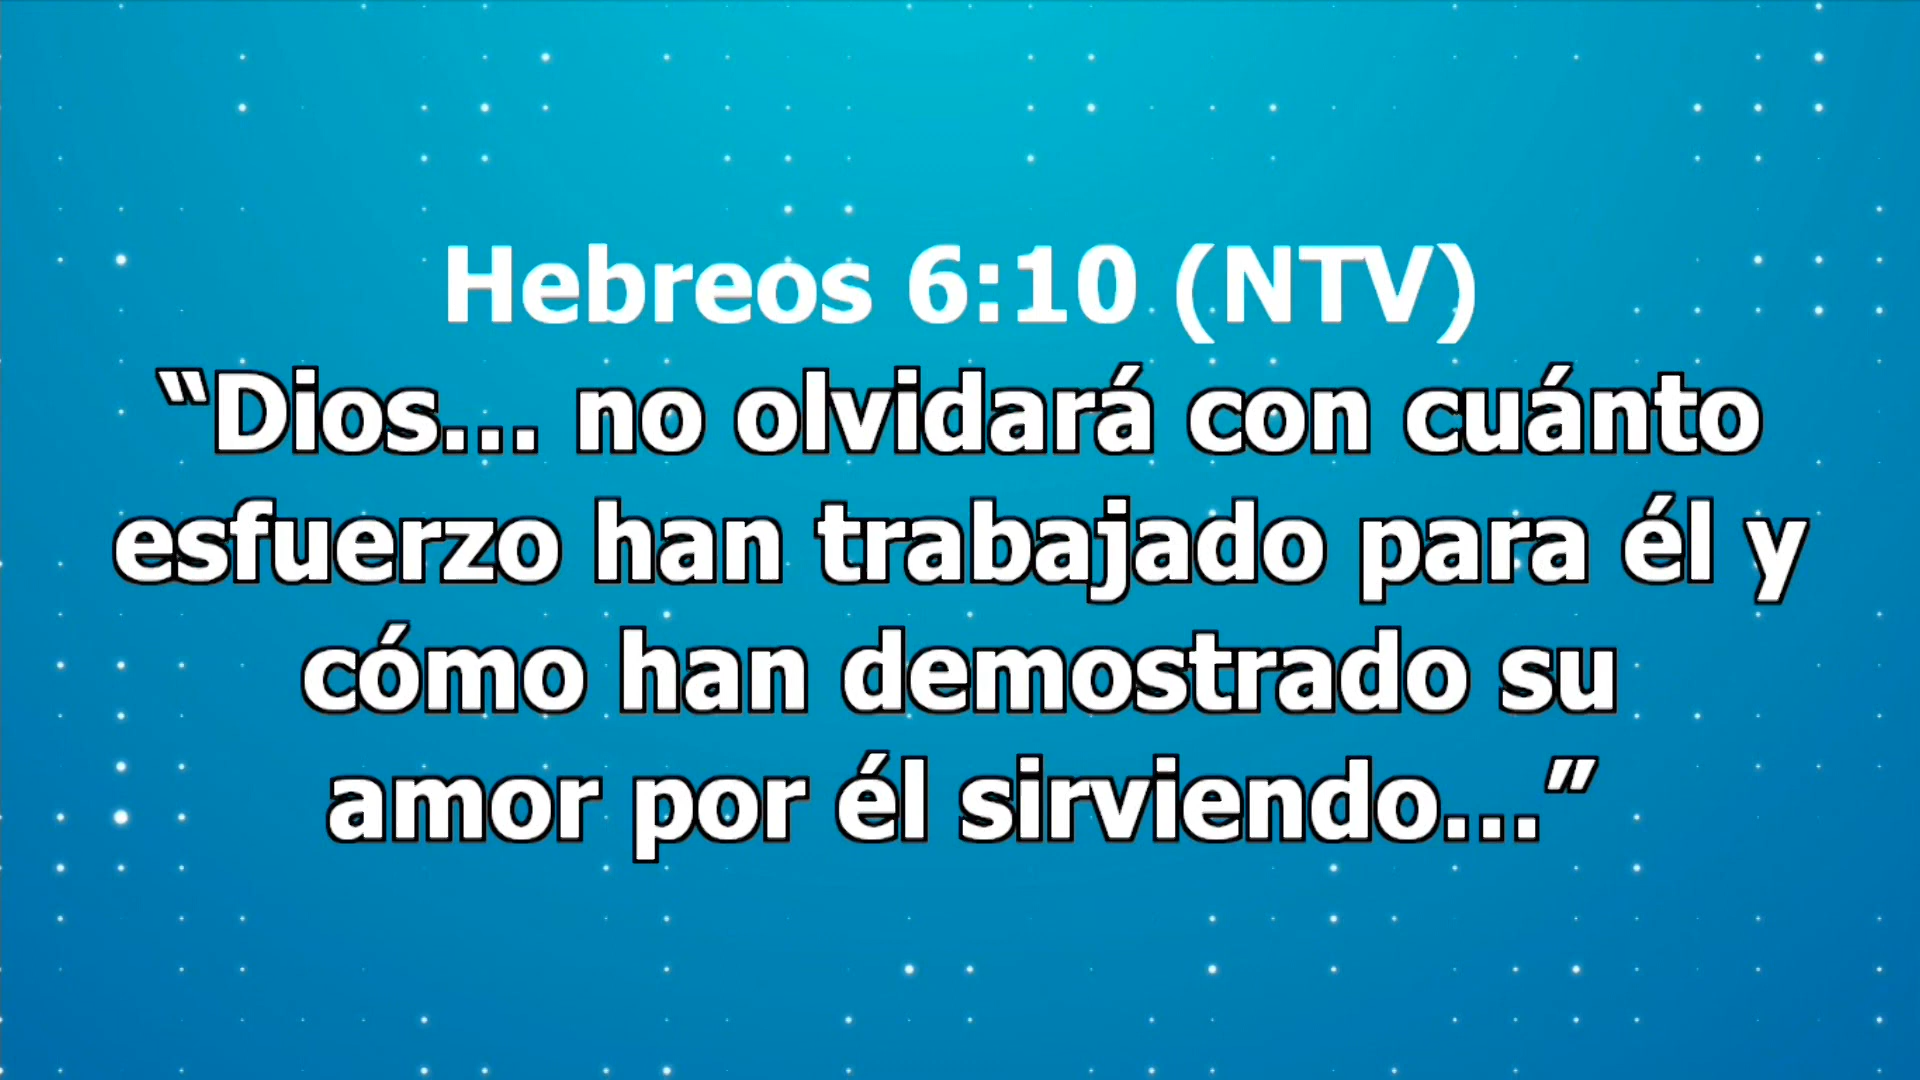 Hebreos 6:10 (NTV)
“Dios... no olvidará con cuánto
esfuerzo han trabajado para él y
cómo han demostrado su
amor por él sirviendo...”